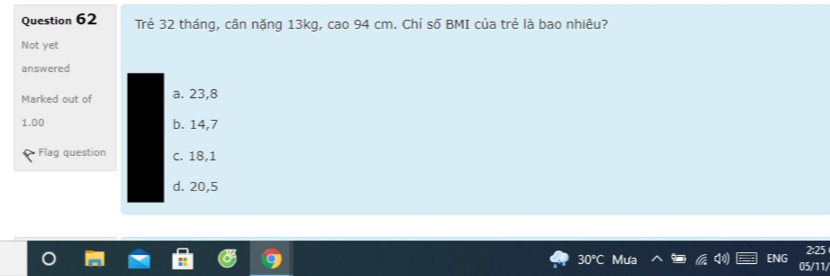 Question 62
Not yet
answered
Marked out of
1.00
Flag question
Trẻ 32 tháng, cân nặng 13kg, cao 94 cm. Chỉ số BMI của trẻ là bao nhiêu?
a. 23,8
b. 14,7
c. 18,1
d. 20,5
30°C Mưa
ENG
2:25
05/11/